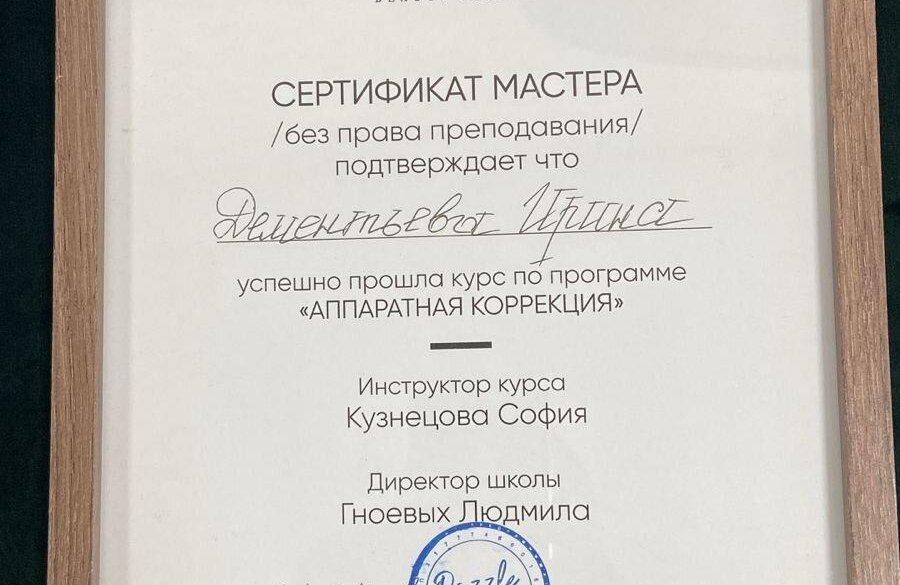 СЕРТИФИКАТ МАСТЕРА
/без права преподавания/
подтверждает что
Дементьева Ирина
успешно прошла курс по программе
«АППАРАТНАЯ КОРРЕКЦИЯ»
Инструктор курса
Кузнецова София
Директор школы
Гноевых Людмила
Dazzle